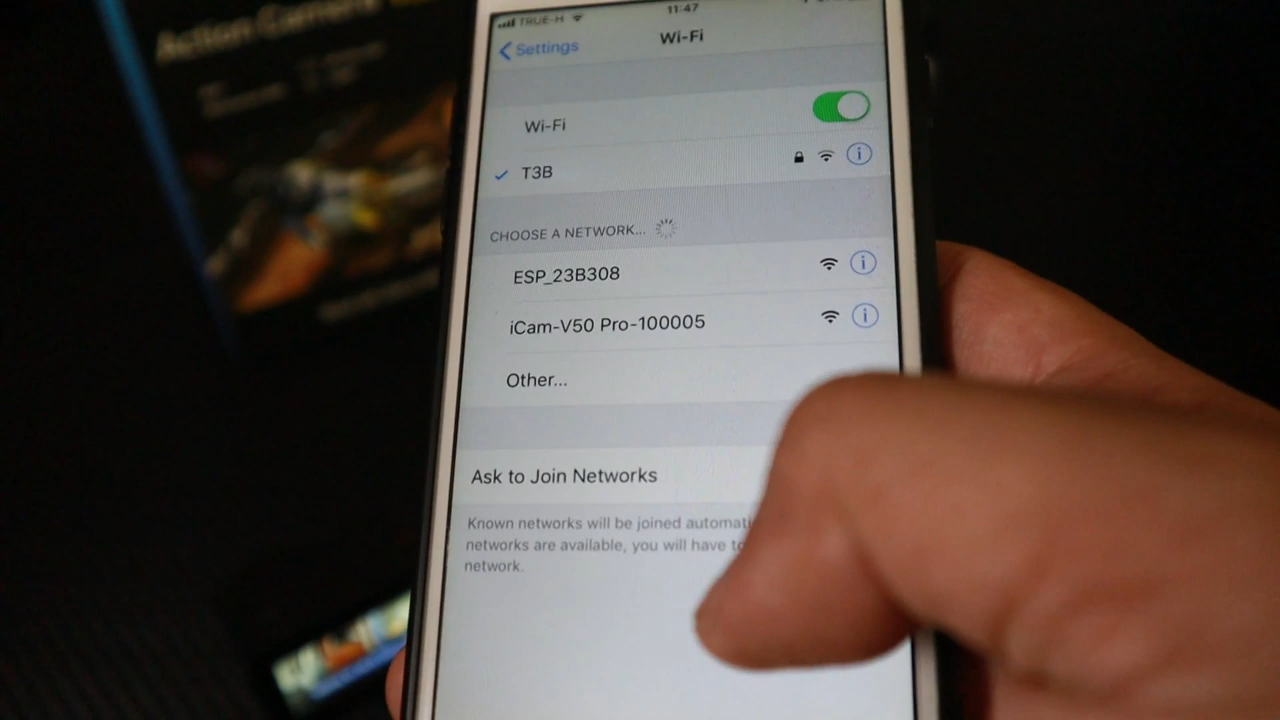 Action Camera
TRUE-H
11:47
Settings
Wi-Fi
Wi-Fi
T3B
CHOOSE A NETWORK...
ESP_23B308
iCam-V50 Pro-100005
Other...
Ask to Join Networks
Known networks will be joined automati
networks are available, you will have to
network.